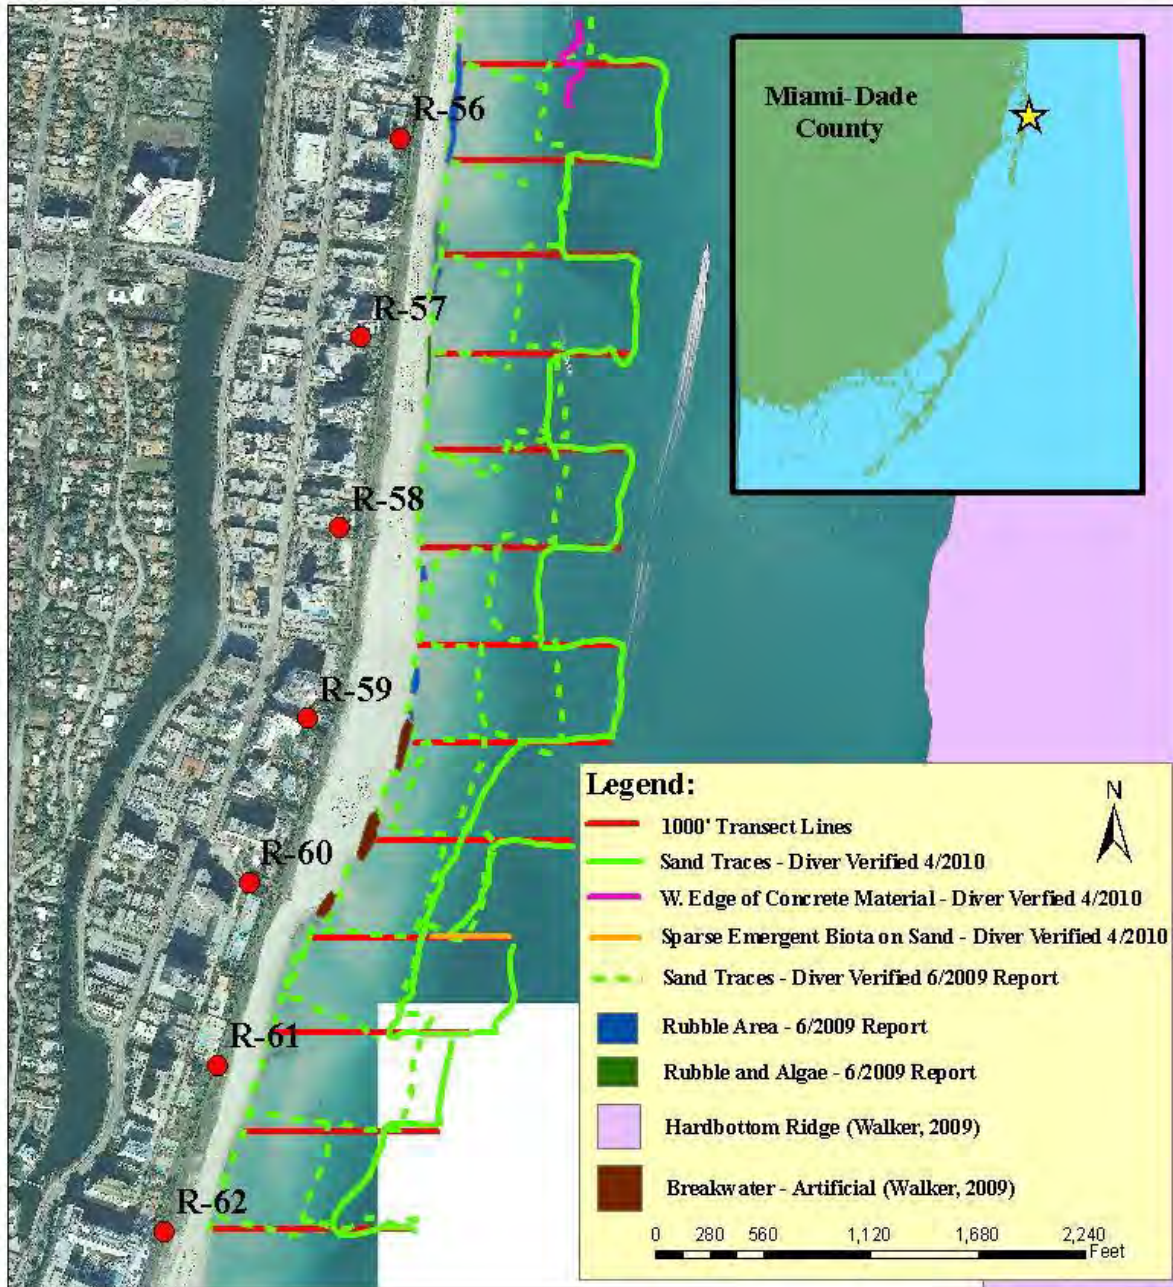 R-56
Miami-Dade
County
R-57
R-58
R-59
R-60
R-61
R-62
Legend:
N
1000' Transect Lines
Sand Traces - Diver Verified 4/2010
W. Edge of Concrete Material - Diver Verfied 4/2010
Sparse Emergent Biota on Sand - Diver Verified 4/2010
Sand Traces - Diver Verified 6/2009 Report
Rubble Area - 6/2009 Report
Rubble and Algae - 6/2009 Report
Hardbottom Ridge (Walker, 2009)
Breakwater - Artificial (Walker, 2009)
0 280 560 1,120 1,680 2,240
Feet